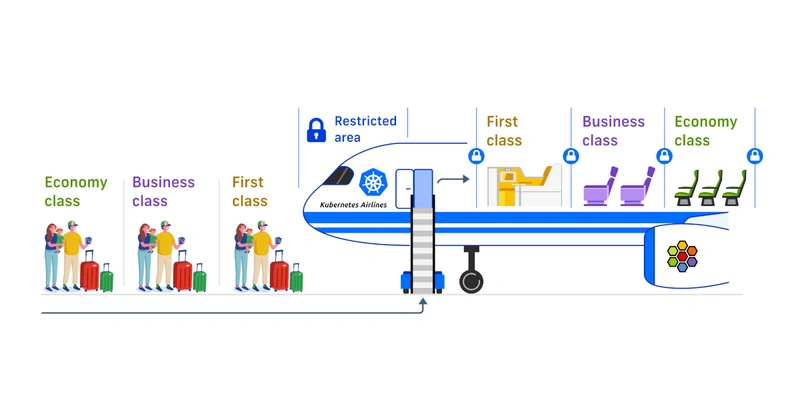 Economy
class
Business
class
First
class
Restricted
area
Kubernetes Airlines
First
class
Business
class
Economy
class